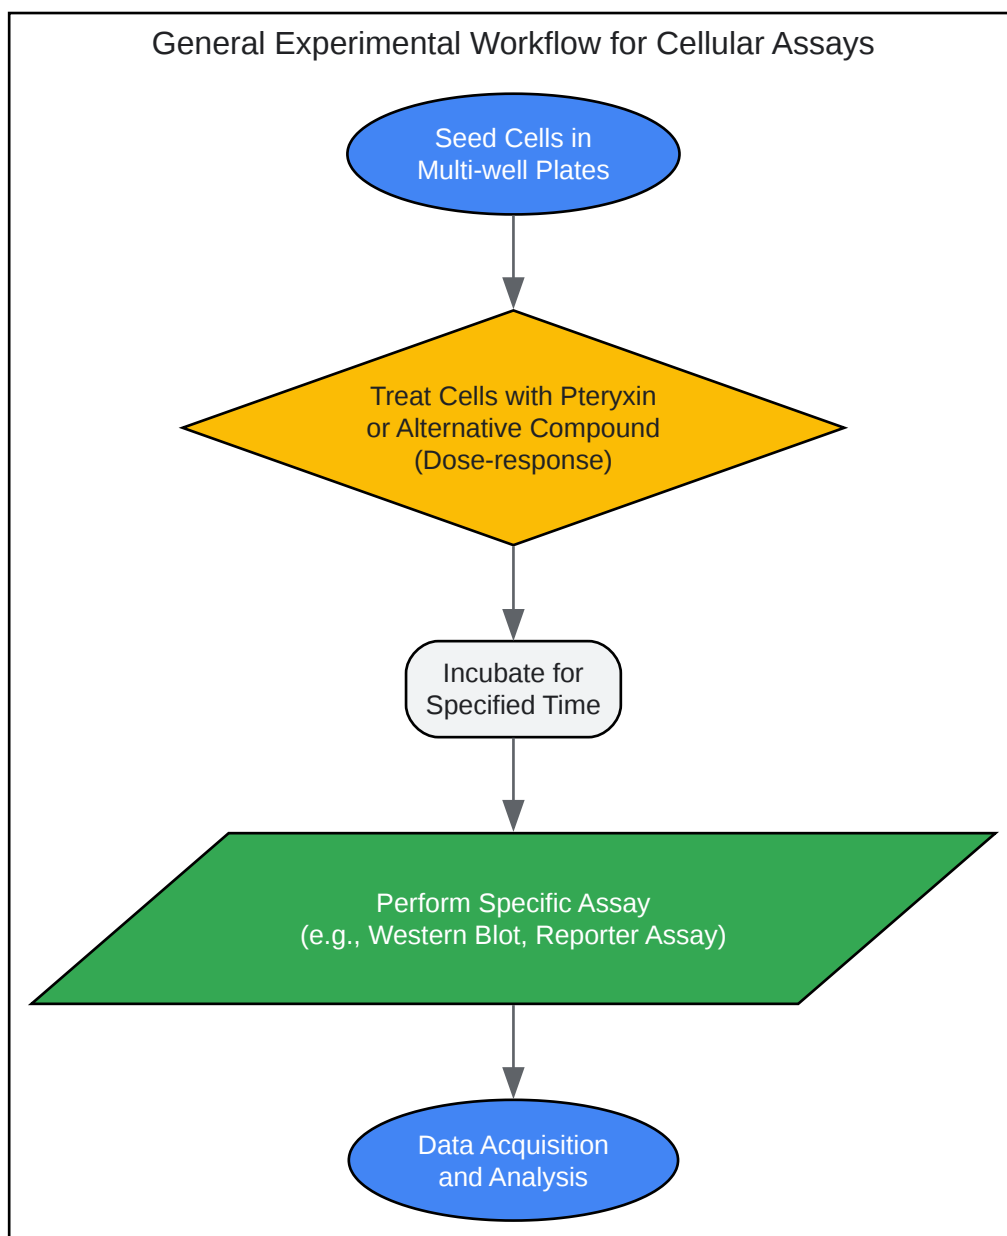 General Experimental Workflow for Cellular Assays
Seed Cells in
Multi-well Plates
Treat Cells with Pteryxin
or Alternative Compound
(Dose-response)
Incubate for
Specified Time
Perform Specific Assay
(e.g., Western Blot, Reporter Assay)
Data Acquisition
and Analysis